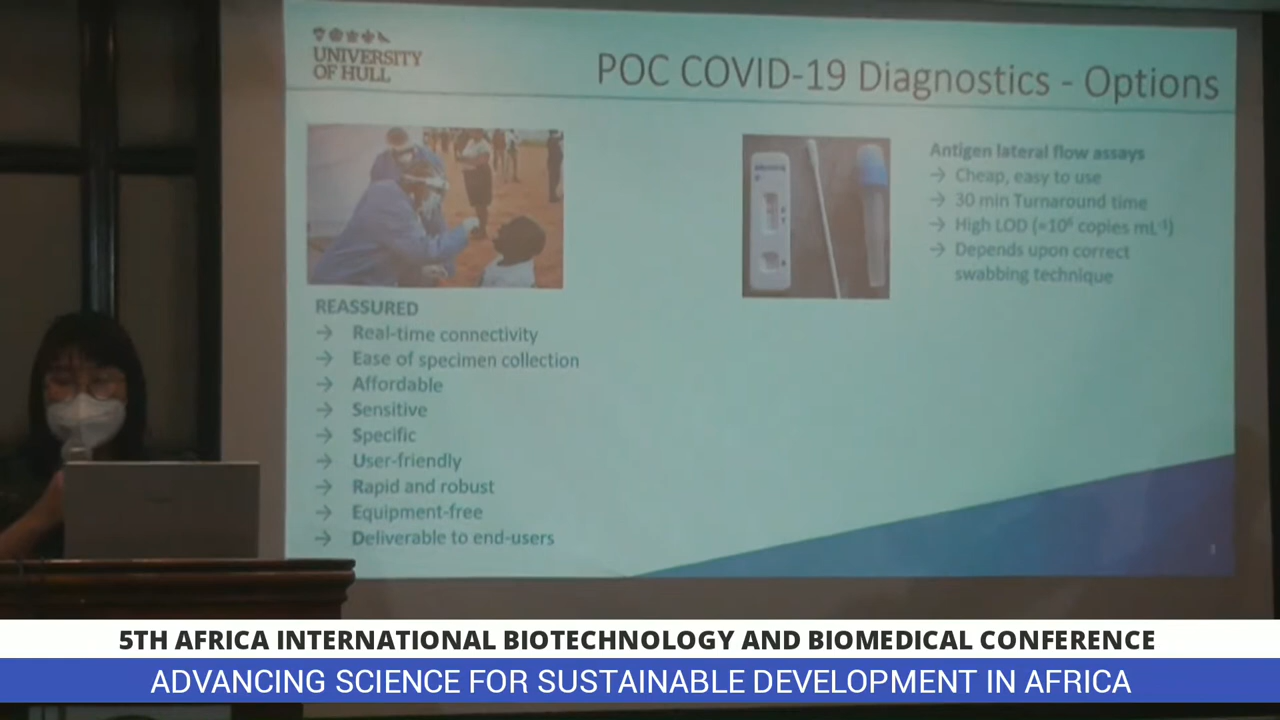 UNIVERSITY
OF HULL
POC COVID-19 Diagnostics - Options
REASSURED
→ Real-time connectivity
→ Ease of specimen collection
→ Affordable
→ Sensitive
→ Specific
→ User-friendly
→ Rapid and robust
→ Equipment-free
→ Deliverable to end-users
Antigen lateral flow assays
→ Cheap, easy to use
→ 30 min Turnaround time
→ High LOD (≈10⁶ copies mL⁻¹)
→ Depends upon correct
swabbing technique
5TH AFRICA INTERNATIONAL BIOTECHNOLOGY AND BIOMEDICAL CONFERENCE
ADVANCING SCIENCE FOR SUSTAINABLE DEVELOPMENT IN AFRICA